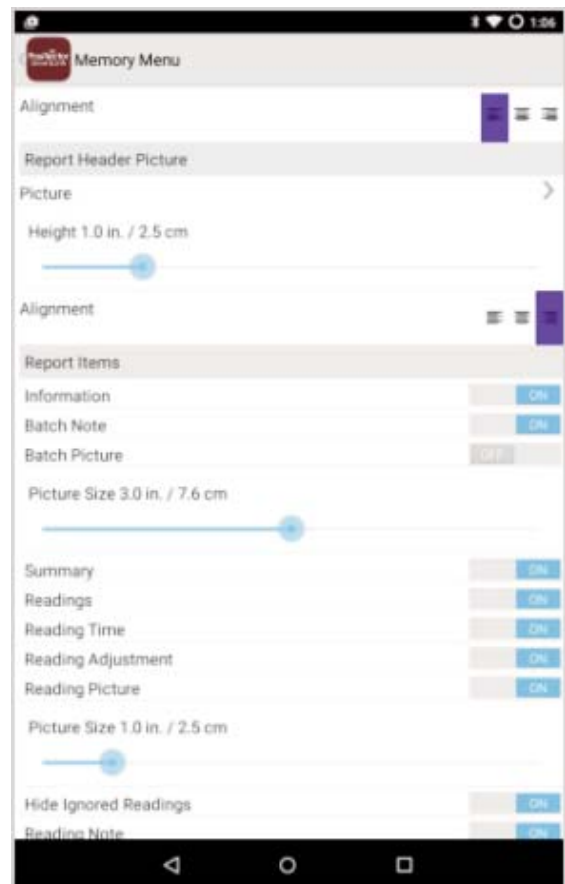 1:06
Memory Menu
Alignment
Report Header Picture
Picture
Height 1.0 in. / 2.5 cm
Alignment
Report Items
Information ON
Batch Note ON
Batch Picture OFF
Picture Size 3.0 in. / 7.6 cm
Summary ON
Readings ON
Reading Time ON
Reading Adjustment ON
Reading Picture ON
Picture Size 1.0 in. / 2.5 cm
Hide Ignored Readings ON
Reading Note ON